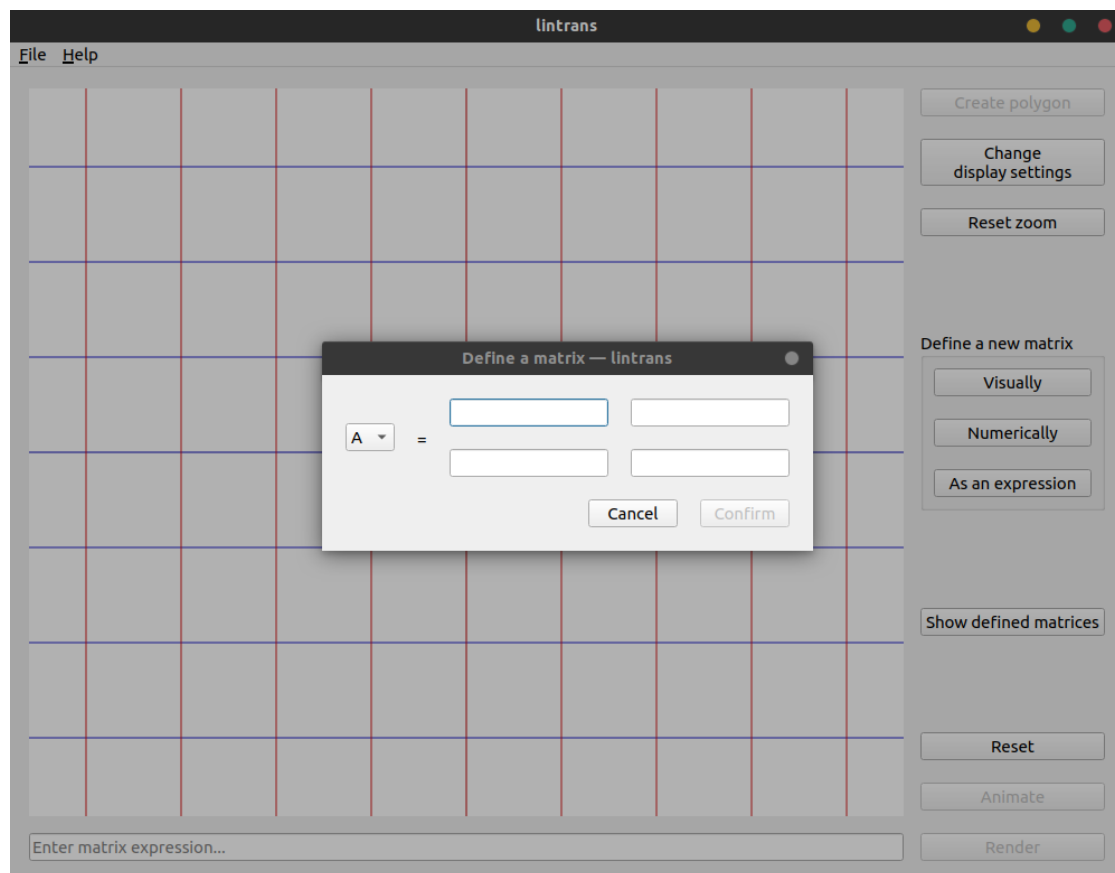 lintrans
File Help
Create polygon
Change
display settings
Reset zoom
Define a new matrix
Visually
Numerically
As an expression
Define a matrix — lintrans
A =
Cancel Confirm
Show defined matrices
Reset
Animate
Enter matrix expression...
Render